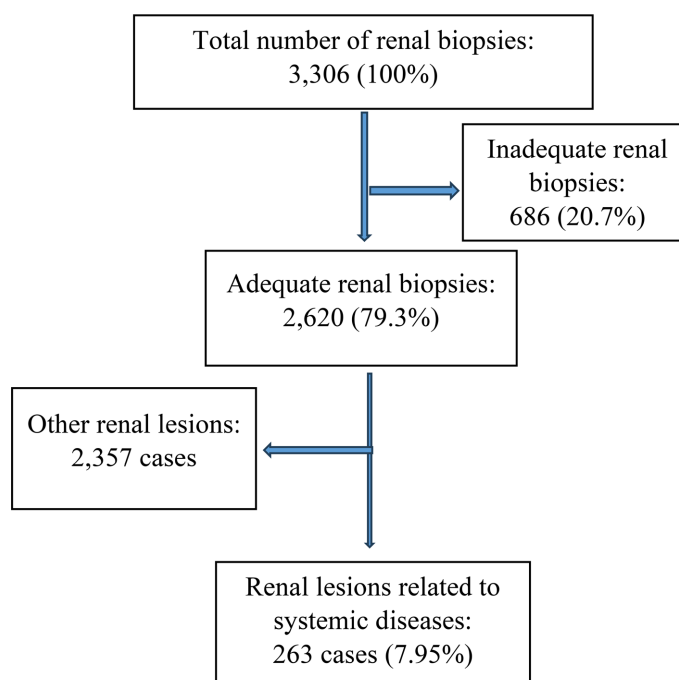 Total number of renal biopsies:
3,306 (100%)
Inadequate renal
biopsies:
686 (20.7%)
Adequate renal biopsies:
2,620 (79.3%)
Other renal lesions:
2,357 cases
Renal lesions related to
systemic diseases:
263 cases (7.95%)